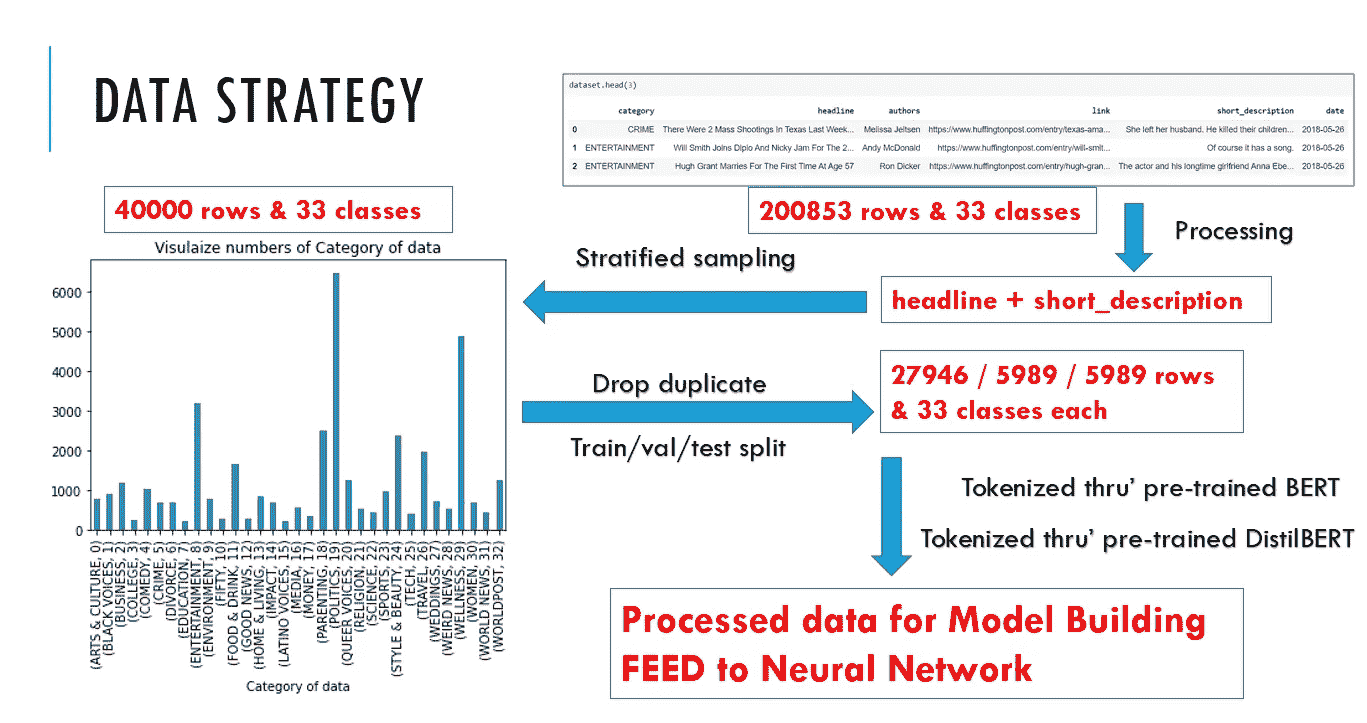 DATA STRATEGY
dataset.head(3)
category headline authors link short_description date
0 CRIME There Were 2 Mass Shootings In Texas Last Week... Melissa Jeltsen https://www.huffingtonpost.com/entry/texas-ama... She left her husband. He killed their children... 2018-05-26
1 ENTERTAINMENT Will Smith Joins Diplo And Nicky Jam For The 2... Andy McDonald https://www.huffingtonpost.com/entry/will-smit... Of course it has a song. 2018-05-26
2 ENTERTAINMENT Hugh Grant Marries For The First Time At Age 57 Ron Dicker https://www.huffingtonpost.com/entry/hugh-gran... The actor and his longtime girlfriend Anna Ebe... 2018-05-26
40000 rows & 33 classes
200853 rows & 33 classes
Processing
Stratified sampling
headline + short_description
Visulaize numbers of Category of data
6000
5000
4000
3000
2000
1000
0
(ARTS & CULTURE, 0)
(BLACK VOICES, 1)
(BUSINESS, 2)
(COLLEGE, 3)
(COMEDY, 4)
(CRIME, 5)
(DIVORCE, 6)
(EDUCATION, 7)
(ENTERTAINMENT, 8)
(ENVIRONMENT, 9)
(FIFTY, 10)
(FOOD & DRINK, 11)
(GOOD NEWS, 12)
(HOME & LIVING, 13)
(IMPACT, 14)
(LATINO VOICES, 15)
(MEDIA, 16)
(MONEY, 17)
(PARENTING, 18)
(POLITICS, 19)
(QUEER VOICES, 20)
(RELIGION, 21)
(SCIENCE, 22)
(SPORTS, 23)
(STYLE & BEAUTY, 24)
(TECH, 25)
(TRAVEL, 26)
(WEDDINGS, 27)
(WEIRD NEWS, 28)
(WELLNESS, 29)
(WOMEN, 30)
(WORLD NEWS, 31)
(WORLDPOST, 32)
Category of data
Drop duplicate
Train/val/test split
27946 / 5989 / 5989 rows
& 33 classes each
Tokenized thru' pre-trained BERT
Tokenized thru' pre-trained DistilBERT
Processed data for Model Building
FEED to Neural Network